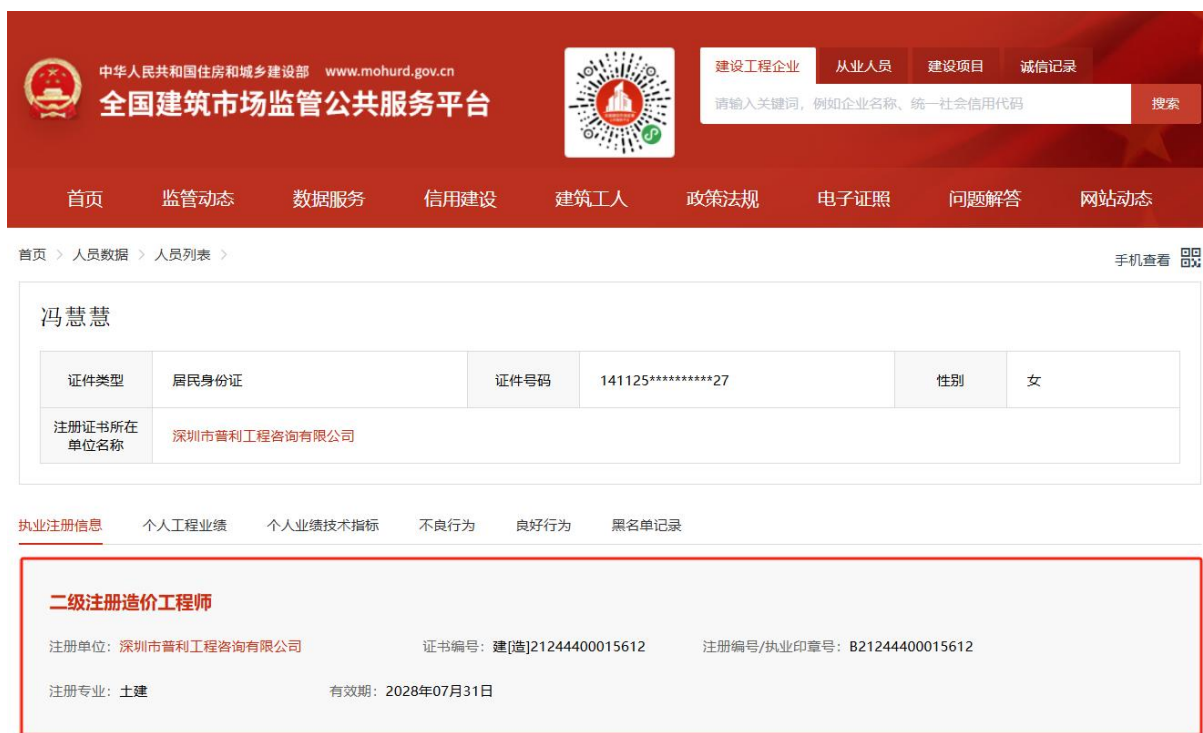 中华人民共和国住房和城乡建设部 www.mohurd.gov.cn
全国建筑市场监管公共服务平台
建设工程企业 从业人员 建设项目 诚信记录
请输入关键词，例如企业名称、统一社会信用代码 搜索
首页 监管动态 数据服务 信用建设 建筑工人 政策法规 电子证照 问题解答 网站动态
首页 > 人员数据 > 人员列表 >
手机查看
冯慧慧
证件类型 居民身份证 证件号码 141125**********27 性别 女
注册证书所在
单位名称
深圳市普利工程咨询有限公司
执业注册信息 个人工程业绩 个人业绩技术指标 不良行为 良好行为 黑名单记录
二级注册造价工程师
注册单位：深圳市普利工程咨询有限公司 证书编号：建[造]21244400015612 注册编号/执业印章号：B21244400015612
注册专业：土建 有效期：2028年07月31日